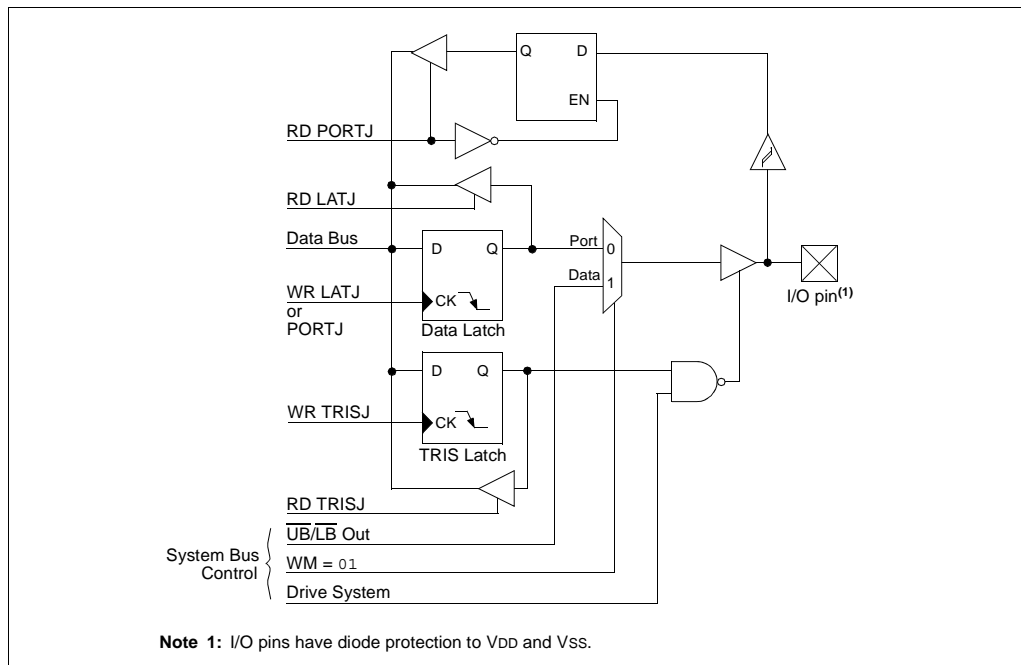 Q D
EN
RD PORTJ
RD LATJ
Data Bus
D Q
Port 0
Data 1
I/O pin(1)
WR LATJ
or
PORTJ
CK
Data Latch
D Q
WR TRISJ
CK
TRIS Latch
RD TRISJ
UB/LB Out
System Bus
Control
WM = 01
Drive System
Note 1: I/O pins have diode protection to VDD and VSS.